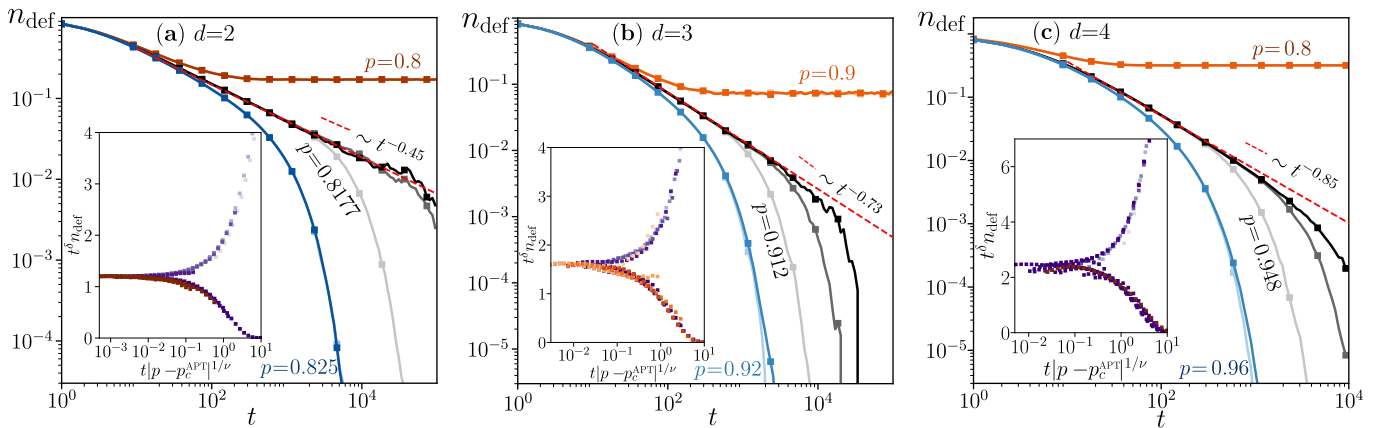 n_def
(a) d=2
p=0.8
10^{-1}
10^{-2}
10^{-3}
10^{-4}
~ t^{-0.45}
p=0.8177
p=0.825
t^δ n_def
4
3
2
1
0
10^{-3} 10^{-2} 10^{-1} 10^0 10^1
t|p − p_c^{APT}|^{1/ν}
10^0 10^2 10^4
t
n_def
(b) d=3
p=0.9
10^{-1}
10^{-2}
10^{-3}
10^{-4}
10^{-5}
~ t^{-0.73}
p=0.912
p=0.92
t^δ n_def
4
3
2
1
0
10^{-2} 10^{-1} 10^0 10^1
t|p − p_c^{APT}|^{1/ν}
10^0 10^2 10^4
t
n_def
(c) d=4
p=0.8
10^{-1}
10^{-2}
10^{-3}
10^{-4}
10^{-5}
~ t^{-0.85}
p=0.948
p=0.96
t^δ n_def
6
4
2
0
10^{-2} 10^{-1} 10^0 10^1
t|p − p_c^{APT}|^{1/ν}
10^0 10^2 10^4
t